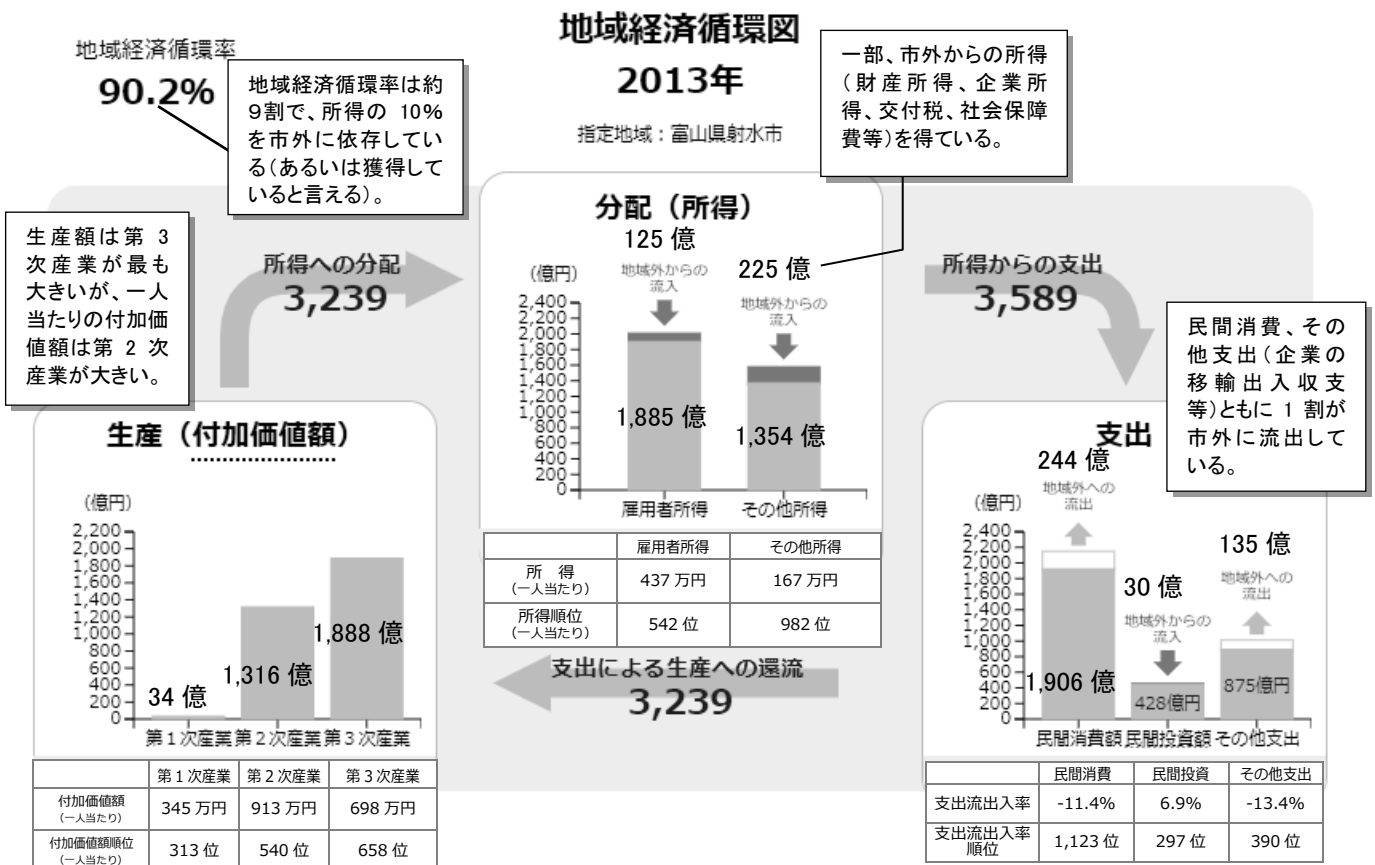 地域経済循環図
2013年
指定地域：富山県射水市
地域経済循環率
90.2%
地域経済循環率は約
9割で、所得の 10%
を市外に依存してい
る（あるいは獲得して
いると言える）。
一部、市外からの所得
（財産所得、企業所
得、交付税、社会保障
費等）を得ている。
生産額は第 3
次産業が最も
大きいが、一人
当たりの付加価
値額は第 2 次
産業が大きい。
所得への分配
3,239
分配（所得）
125 億
地域外からの
流入
225 億
地域外からの
流入
（億円）
2,400
2,200
2,000
1,800
1,600
1,400
1,200
1,000
800
600
400
200
0
1,885 億
1,354 億
雇用者所得
その他所得
雇用者所得 その他所得
所 得
（一人当たり）
437 万円 167 万円
所得順位
（一人当たり）
542 位 982 位
所得からの支出
3,589
民間消費、その
他支出（企業の
移輸出入収支
等）ともに 1 割が
市外に流出して
いる。
生産（付加価値額）
（億円）
2,200
2,000
1,800
1,600
1,400
1,200
1,000
800
600
400
200
0
34 億
1,316 億
1,888 億
第１次産業 第２次産業 第３次産業
第１次産業 第２次産業 第３次産業
付加価値額
（一人当たり）
345 万円 913 万円 698 万円
付加価値額順位
（一人当たり）
313 位 540 位 658 位
支出による生産への還流
3,239
支出
244 億
地域外への
流出
30 億
地域外からの
流入
135 億
地域外への
流出
（億円）
2,400
2,200
2,000
1,800
1,600
1,400
1,200
1,000
800
600
400
200
0
1,906 億
428億円
875億円
民間消費額 民間投資額 その他支出
民間消費 民間投資 その他支出
支出流出入率 -11.4% 6.9% -13.4%
支出流出入率
順位
1,123 位 297 位 390 位